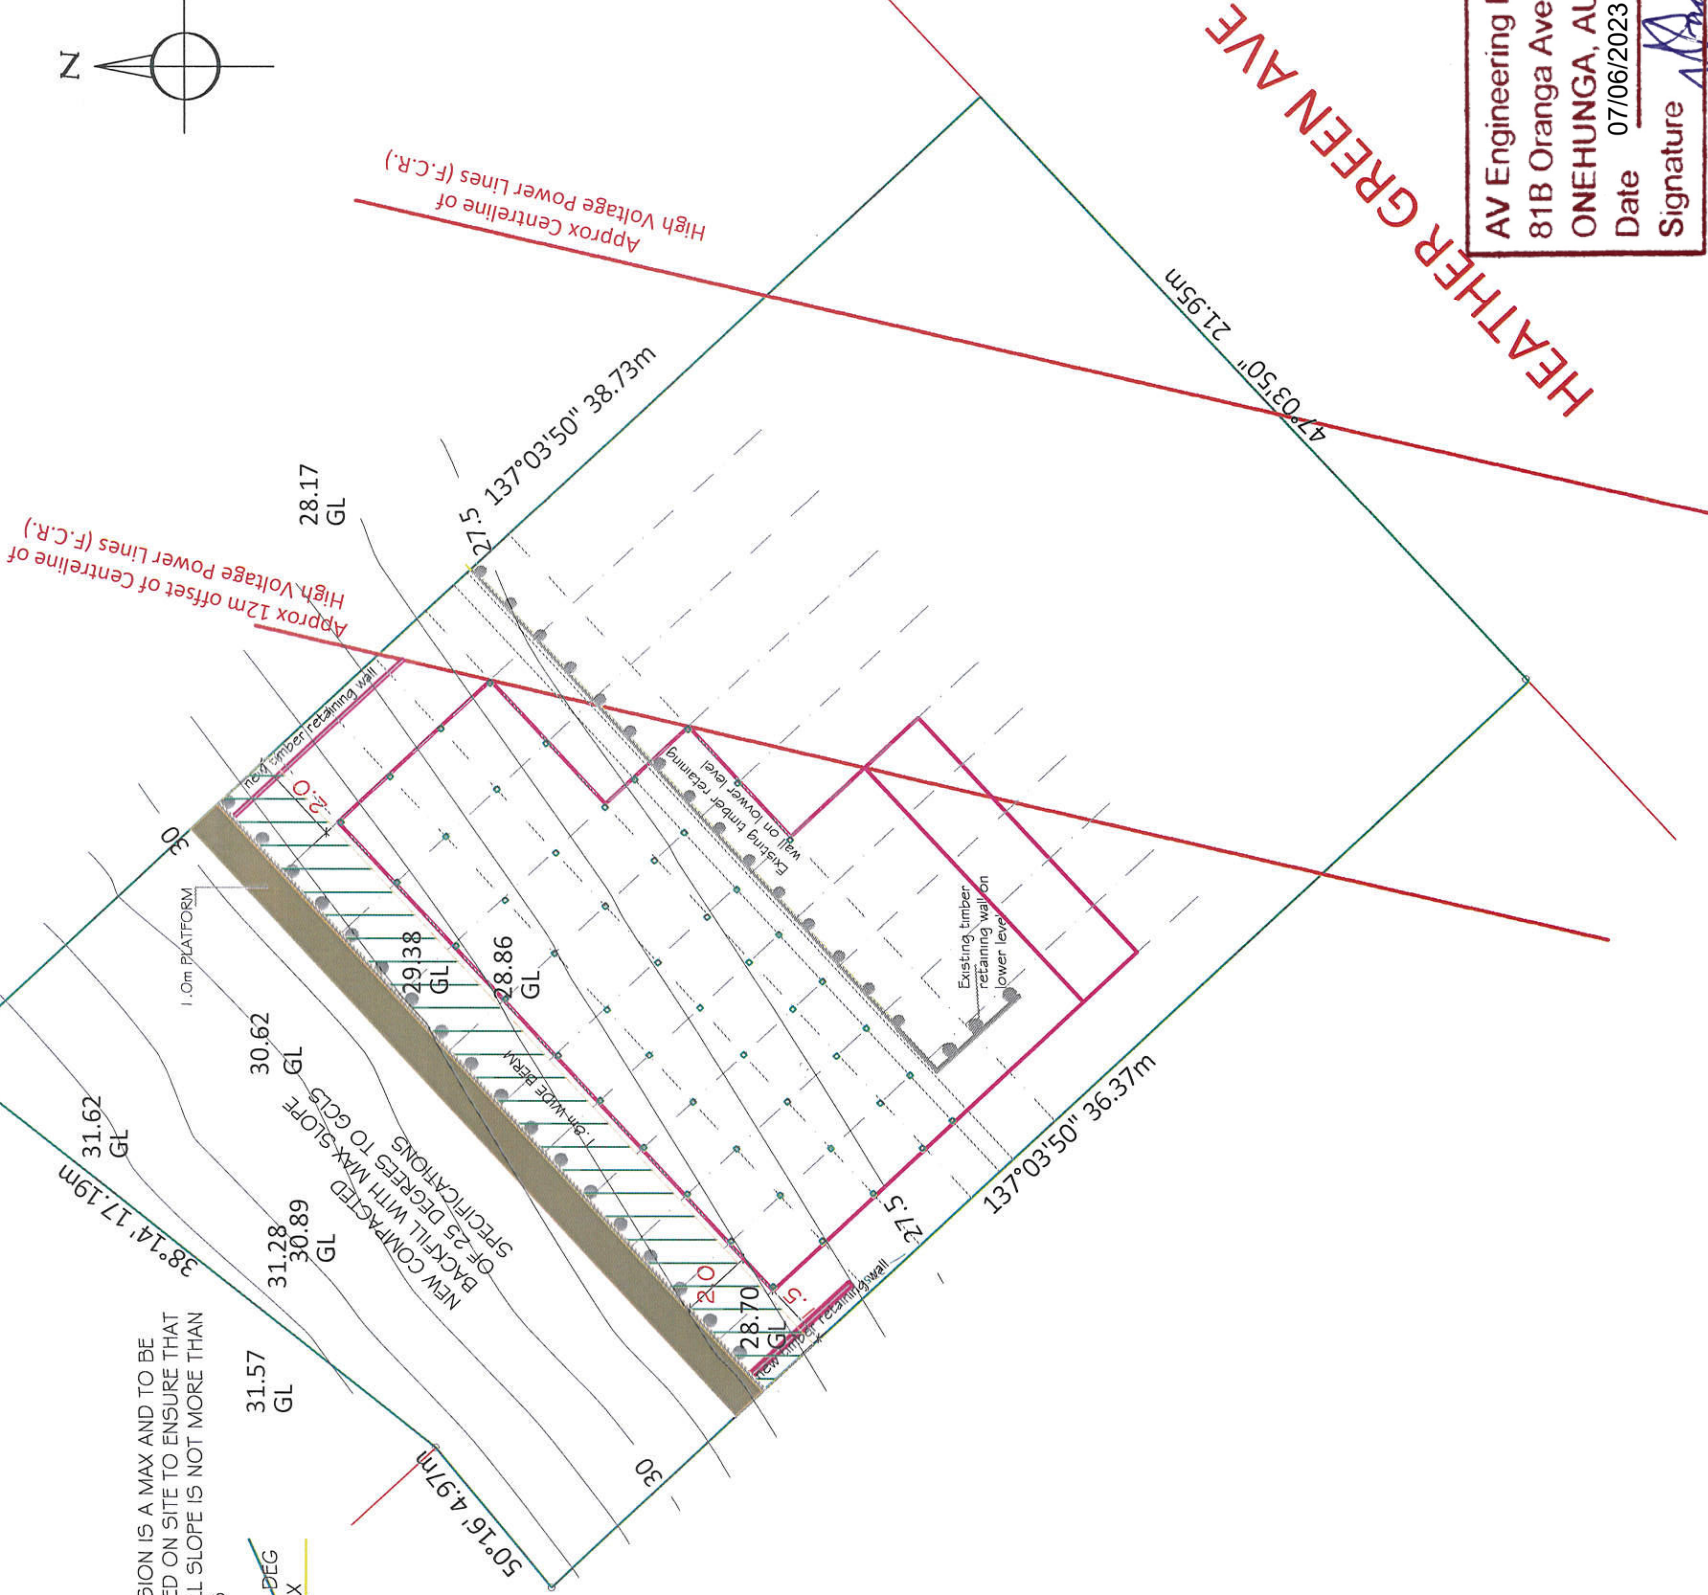 N
Approx Centreline of
High Voltage Power Lines (F.C.R.)
HEATHER GREEN AVE
AV Engineering
81B Oranga Ave
ONEHUNGA, AU
Date 07/06/2023
Signature
47°03'50" 21.95m
137°03'50" 38.73m
Approx 12m offset of Centreline of
High Voltage Power Lines (F.C.R.)
28.17
GL
27.5
new timber retaining wall
2.0
30
1.0m PLATFORM
29.38
GL
28.86
GL
Existing timber retaining
wall on lowwer level
Existing timber
retaining wall on
lower level
30.62
GL
1.8m WIDE BERM
31.62
GL
38°14' 17.19m
NEW COMPACTED
BACKFILL WITH MAX SLOPE
OF 25 DEGREES TO GCLS
SPECIFICATIONS
31.28
30.89
GL
137°03'50" 36.37m
27.5
2.0
28.70
GL
.5
new timber retaining wall
31.57
GL
30
50°16' 4.97m
SION IS A MAX AND TO BE
ED ON SITE TO ENSURE THAT
LL SLOPE IS NOT MORE THAN
DEG
X